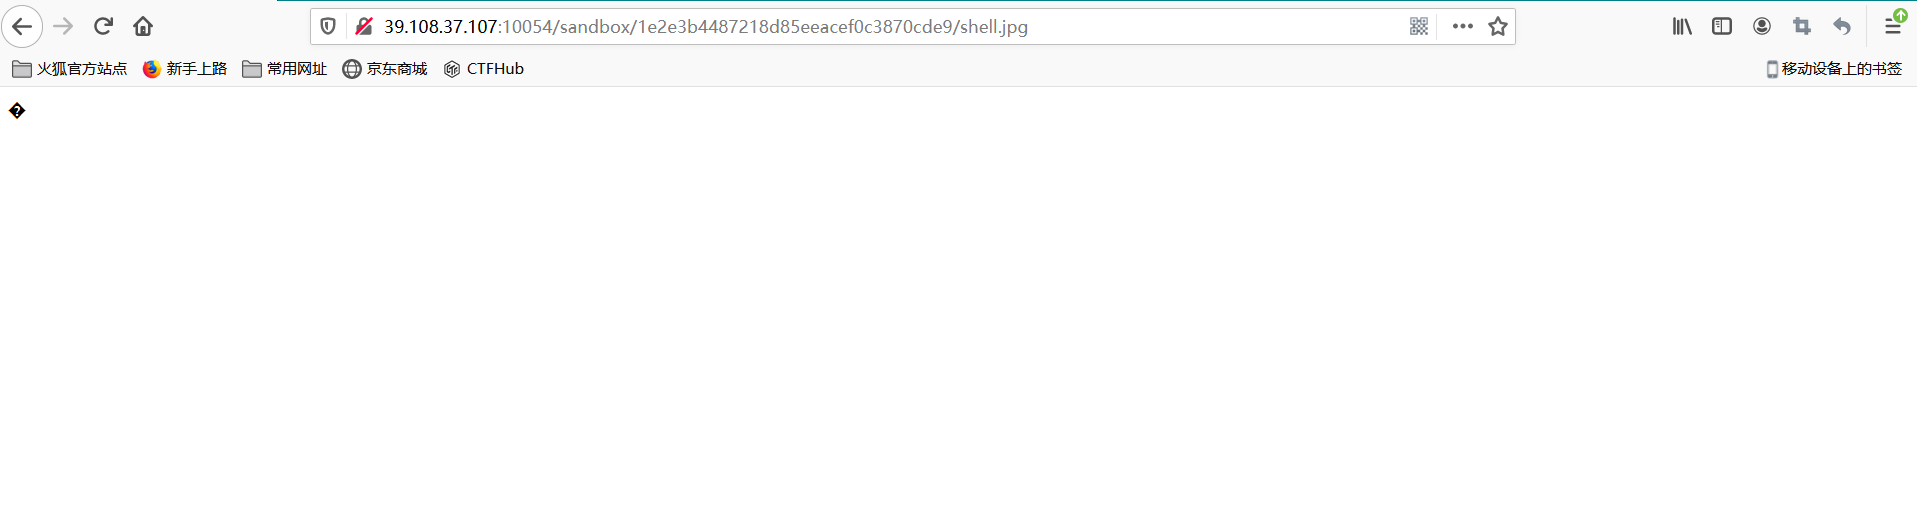 39.108.37.107:10054/sandbox/1e2e3b4487218d85eeacef0c3870cde9/shell.jpg
火狐官方站点 新手上路 常用网址 京东商城 CTFHub 移动设备上的书签
�